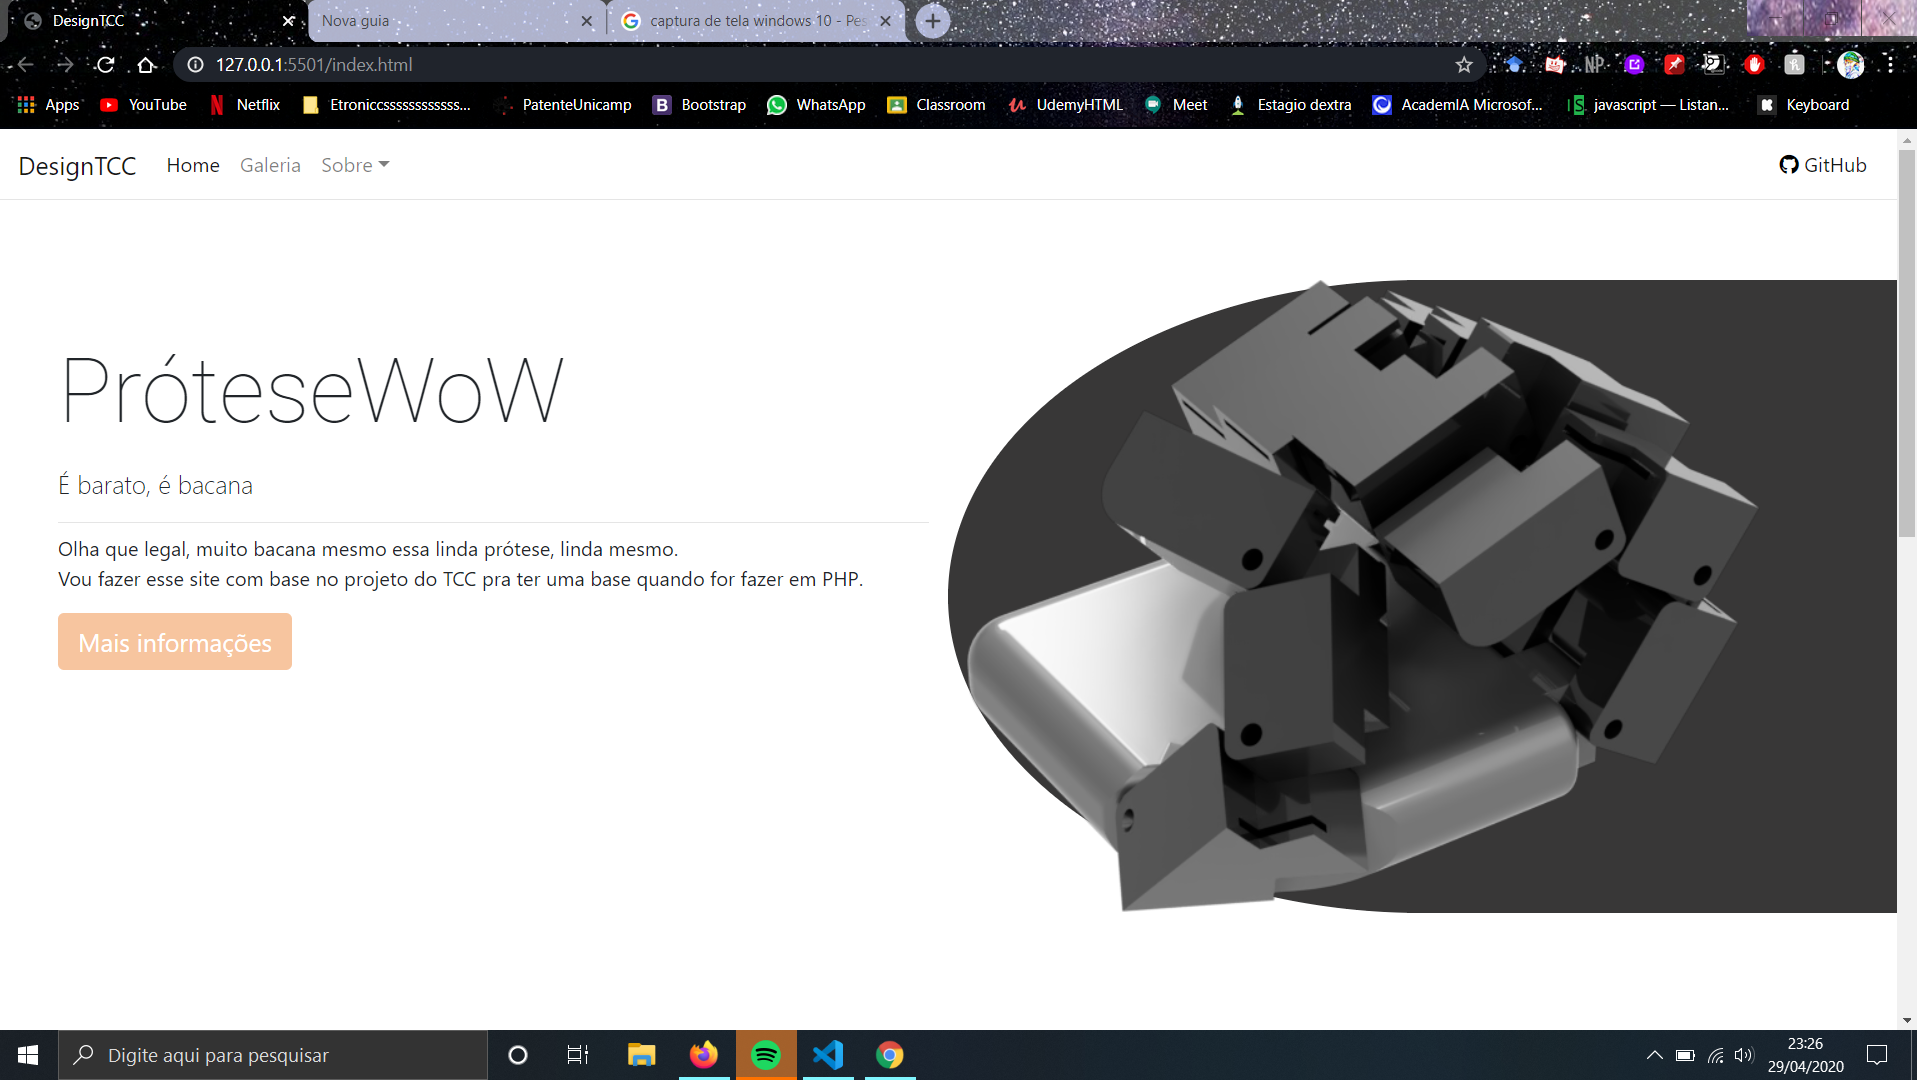 DesignTCC
Nova guia
captura de tela windows 10 - Pes
127.0.0.1:5501/index.html
NP
Apps YouTube Netflix Etroniccsssssssssssss... PatenteUnicamp Bootstrap WhatsApp Classroom UdemyHTML Meet Estagio dextra AcademIA Microsof... javascript — Listan... Keyboard
DesignTCC Home Galeria Sobre GitHub
PróteseWoW
É barato, é bacana
Olha que legal, muito bacana mesmo essa linda prótese, linda mesmo.
Vou fazer esse site com base no projeto do TCC pra ter uma base quando for fazer em PHP.
Mais informações
Digite aqui para pesquisar
23:26
29/04/2020